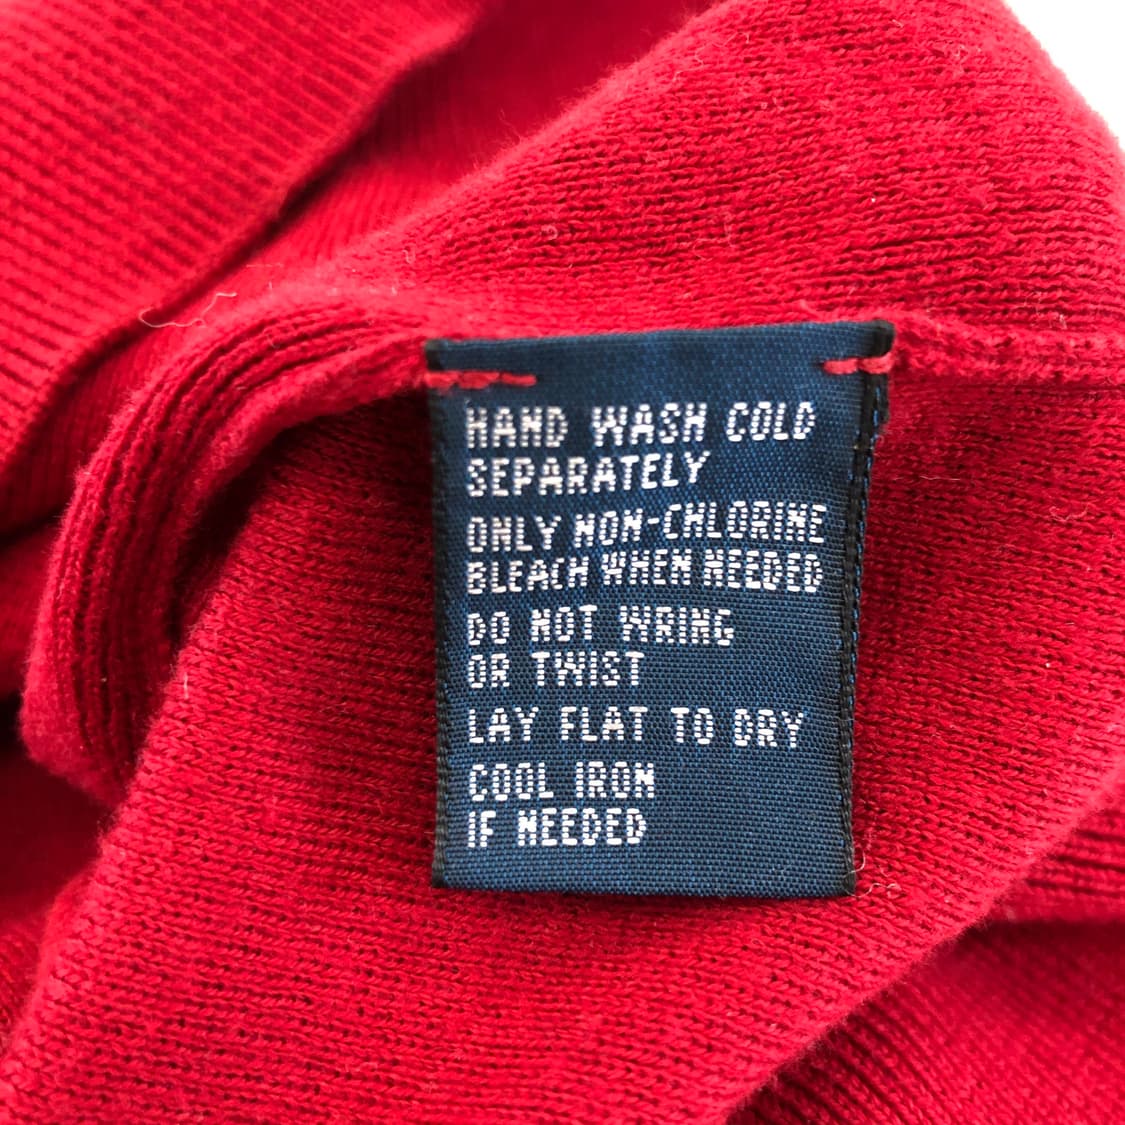 HAND WASH COLD
SEPARATELY
ONLY NON-CHLORINE
BLEACH WHEN NEEDED
DO NOT WRING
OR TWIST
LAY FLAT TO DRY
COOL IRON
IF NEEDED